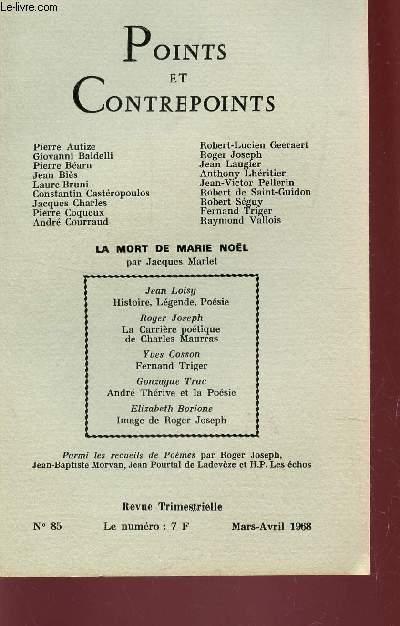 Le-livre.com
POINTS
ET
CONTREPOINTS
Pierre Autize
Giovanni Baldelli
Pierre Béarn
Jean Biès
Laure Bruni
Constantin Castéropoulos
Jacques Charles
Pierre Coqueux
André Courraud
Robert-Lucien Geeraert
Roger Joseph
Jean Laugier
Anthony Lhéritier
Jean-Victor Pellerin
Robert de Saint-Guidon
Robert Séguy
Fernand Triger
Raymond Vallois
LA MORT DE MARIE NOËL
par Jacques Marlet
Jean Loisy
Histoire, Légende, Poésie
Roger Joseph
La Carrière poétique
de Charles Maurras
Yves Cosson
Fernand Triger
Gonzague Truc
André Thérive et la Poésie
Elizabeth Borione
Image de Roger Joseph
Parmi les recueils de Poèmes par Roger Joseph,
Jean-Baptiste Morvan, Jean Pourtal de Ladevèze et H.P. Les échos
Revue Trimestrielle
N° 85 Le numéro : 7 F Mars-Avril 1968